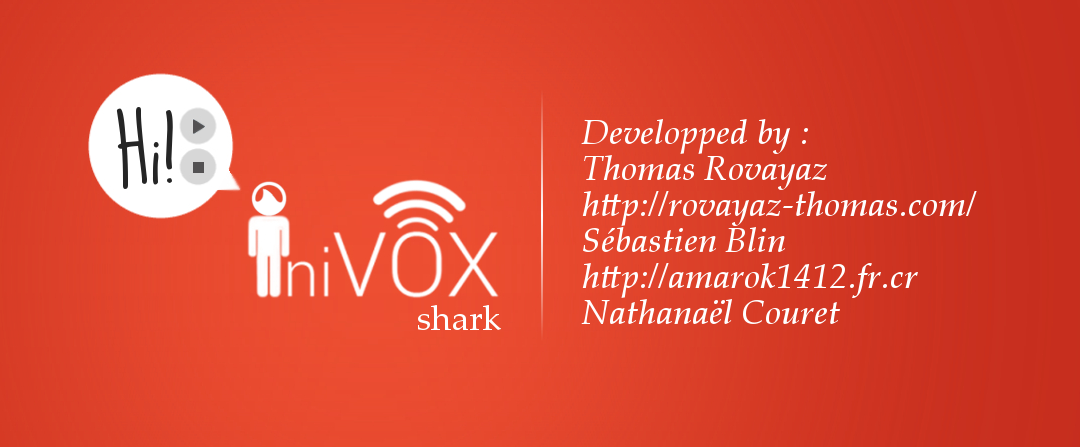 Hi!
niVOX
shark
Developped by :
Thomas Rovayaz
http://rovayaz-thomas.com/
Sébastien Blin
http://amarok1412.fr.cr
Nathanaël Couret